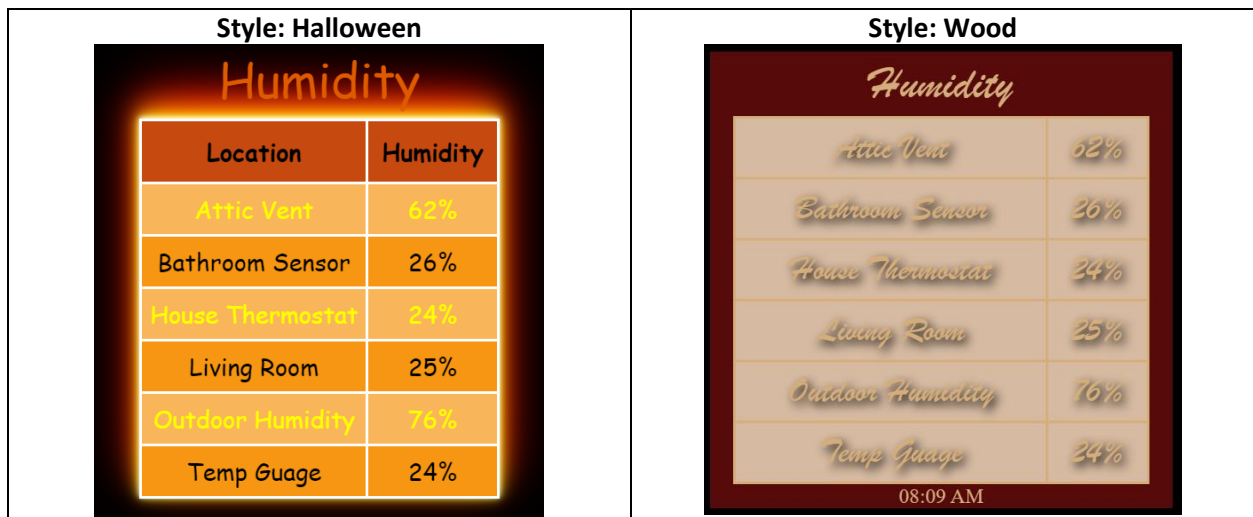 Style: Halloween
Humidity
Location Humidity
Attic Vent 62%
Bathroom Sensor 26%
House Thermostat 24%
Living Room 25%
Outdoor Humidity 76%
Temp Guage 24%
Style: Wood
Humidity
Attic Vent 62%
Bathroom Sensor 26%
House Thermostat 24%
Living Room 25%
Outdoor Humidity 76%
Temp Guage 24%
08:09 AM